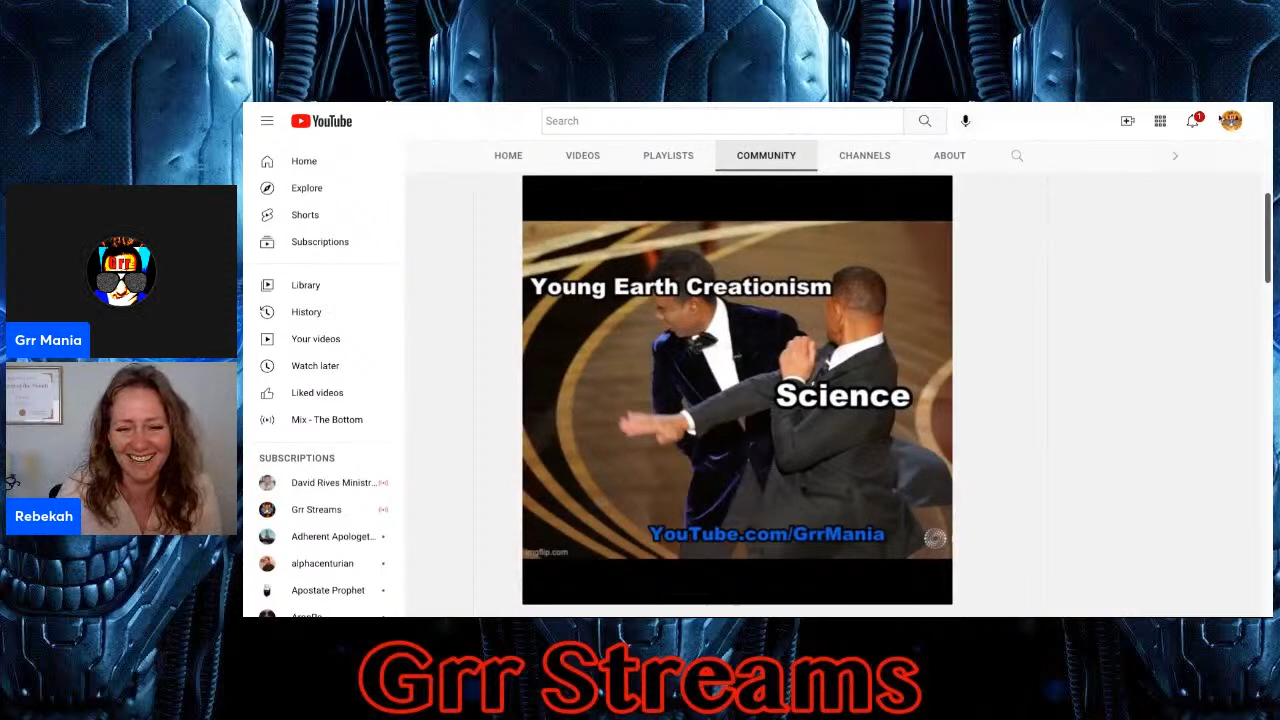 YouTube
Search
1
Home
Explore
Shorts
Subscriptions
Library
History
Your videos
Watch later
Liked videos
Mix - The Bottom
SUBSCRIPTIONS
David Rives Ministr...
Grr Streams
Adherent Apologet...
alphacenturian
Apostate Prophet
HOME
VIDEOS
PLAYLISTS
COMMUNITY
CHANNELS
ABOUT
Young Earth Creationism
Science
YouTube.com/GrrMania
imgflip.com
Grr
Grr Mania
Rebekah
Grr Streams